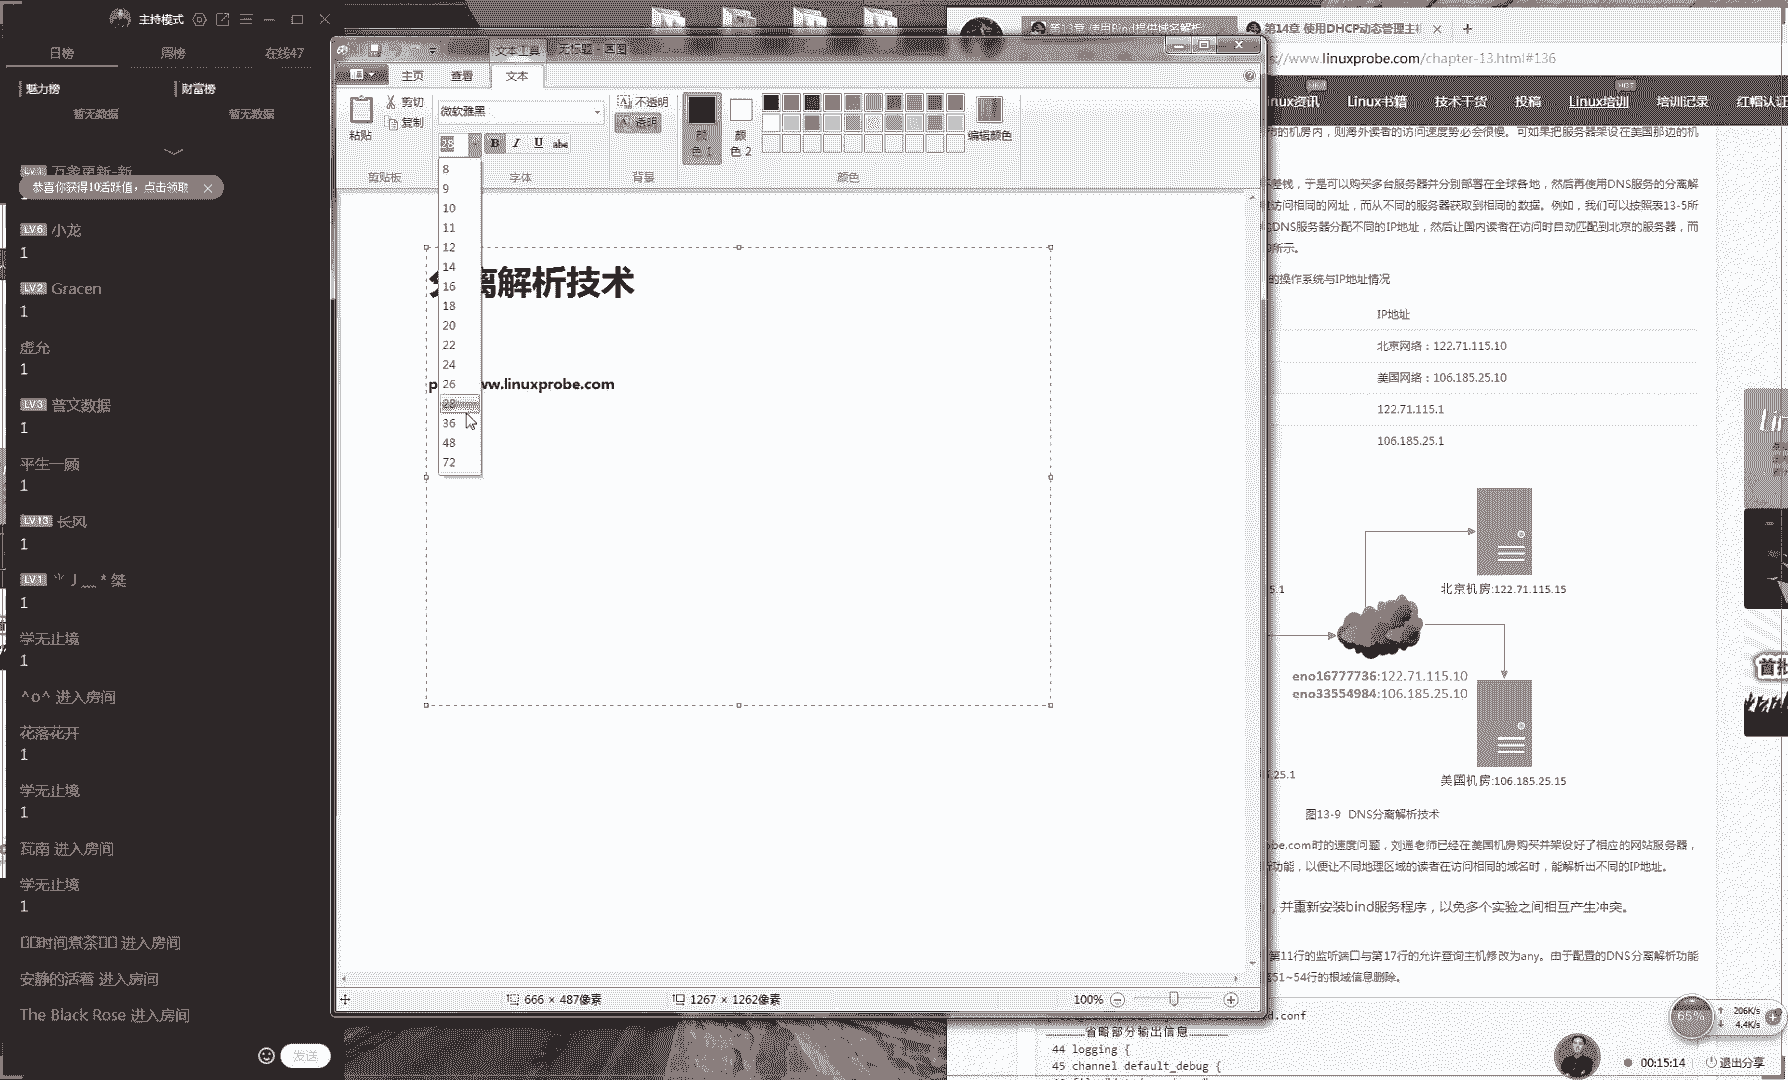 主持模式
日榜
周榜
在线47
魅力榜
财富榜
暂无数据
暂无数据
LV1 万象更新-新
恭喜你获得10活跃值，点击领取
LV6 小龙
1
LV2 Gracen
1
虚允
1
LV3 普文数据
1
平生一顾
1
LV13 长风
1
LV1
1
学无止境
1
^o^ 进入房间
花落花开
1
学无止境
1
瓦南 进入房间
学无止境
1
时间煮茶 进入房间
安静的活着 进入房间
The Black Rose 进入房间
发送
文本工具
无标题 - 画图
主页
查看
文本
粘贴
剪切
复制
剪贴板
微软雅黑
28
B I U abc
字体
不透明
透明
背景
颜色 1
颜色 2
编辑颜色
颜色
8
9
10
11
12
14
16
18
20
22
24
26
28
36
48
72
离解析技术
ww.linuxprobe.com
666 × 487像素
1267 × 1262像素
100%
第13章 使用Bind提供域名解析
第14章 使用DHCP动态管理主
s://www.linuxprobe.com/chapter-13.html#136
inux资讯
Linux书籍
技术干货
投稿
Linux培训
HOT
培训记录
红帽认证
的机房内，则海外读者的访问速度势必会很慢。可如果把服务器架设在美国那边的机
差钱，于是可以购买多台服务器并分别部署在全球各地，然后再使用DNS服务的分离解
访问相同的网址，而从不同的服务器获取到相同的数据。例如，我们可以按照表13-5所
DNS服务器分配不同的IP地址，然后让国内读者在访问时自动匹配到北京的服务器，而
所示。
的操作系统与IP地址情况
IP地址
北京网络：122.71.115.10
美国网络：106.185.25.10
122.71.115.1
106.185.25.1
5.1
北京机房:122.71.115.15
eno16777736:122.71.115.10
eno33554984:106.185.25.10
.25.1
美国机房:106.185.25.15
图13-9 DNS分离解析技术
be.com时的速度问题，刘遄老师已经在美国机房购买并架设好了相应的网站服务器，
功能，以便让不同地理区域的读者在访问相同的域名时，能解析出不同的IP地址。
，并重新安装bind服务程序，以免多个实验之间相互产生冲突。
第11行的监听端口与第17行的允许查询主机修改为any。由于配置的DNS分离解析功能
51~54行的根域信息删除。
d.conf
………………省略部分输出信息………………
44 logging {
45 channel default_debug {
首批
65%
206K/s
4.4K/s
00:15:14
退出分享